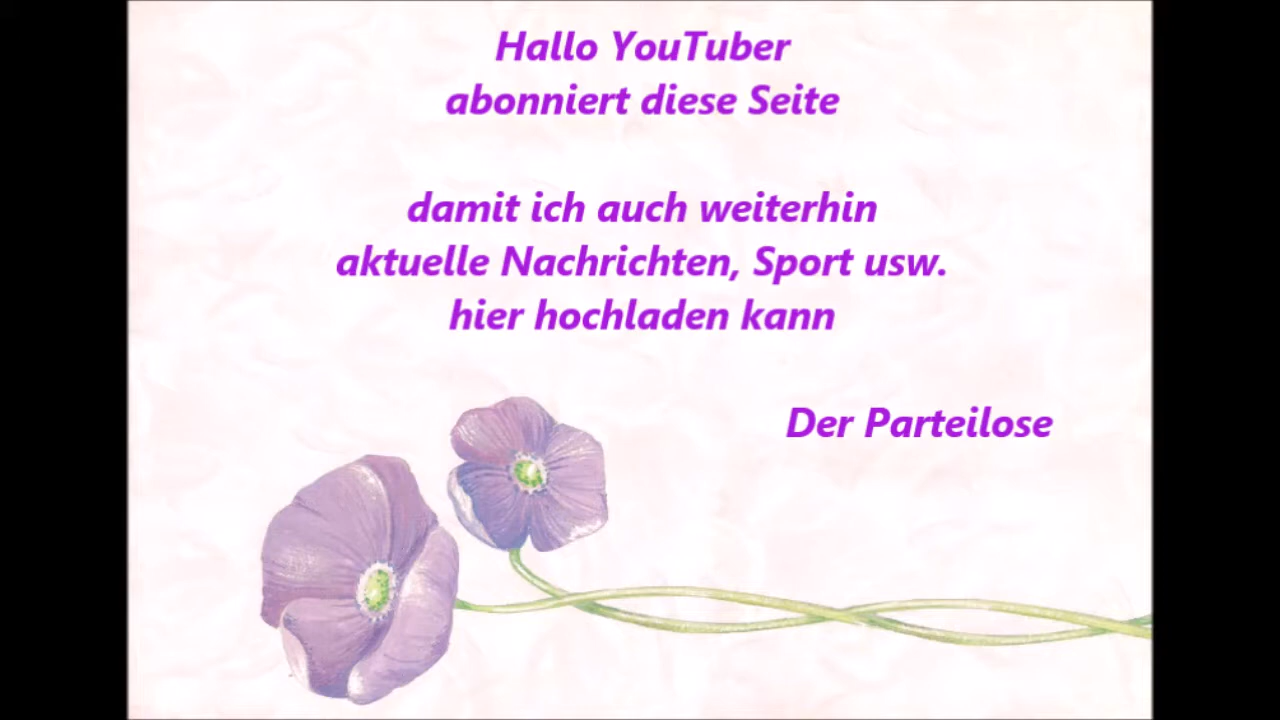 Hallo YouTuber
abonniert diese Seite
damit ich auch weiterhin
aktuelle Nachrichten, Sport usw.
hier hochladen kann
Der Parteilose